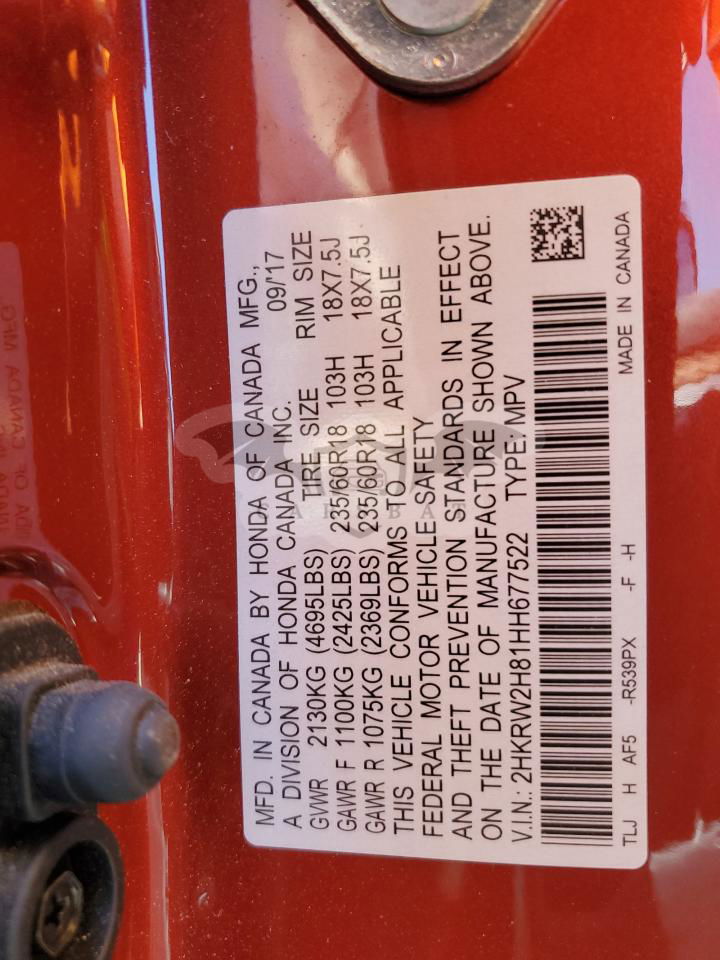 MFD. IN CANADA BY HONDA OF CANADA MFG.,
A DIVISION OF HONDA CANADA INC. 09/'17
GVWR 2130KG (4695LBS) TIRE SIZE RIM SIZE
GAWR F 1100KG (2425LBS) 235/60R18 103H 18X7.5J
GAWR R 1075KG (2369LBS) 235/60R18 103H 18X7.5J
THIS VEHICLE CONFORMS TO ALL APPLICABLE
FEDERAL MOTOR VEHICLE SAFETY
AND THEFT PREVENTION STANDARDS IN EFFECT
ON THE DATE OF MANUFACTURE SHOWN ABOVE.
V.I.N.: 2HKRW2H81HH677522 TYPE: MPV
TLJ H AF5 -R539PX -F -H MADE IN CANADA